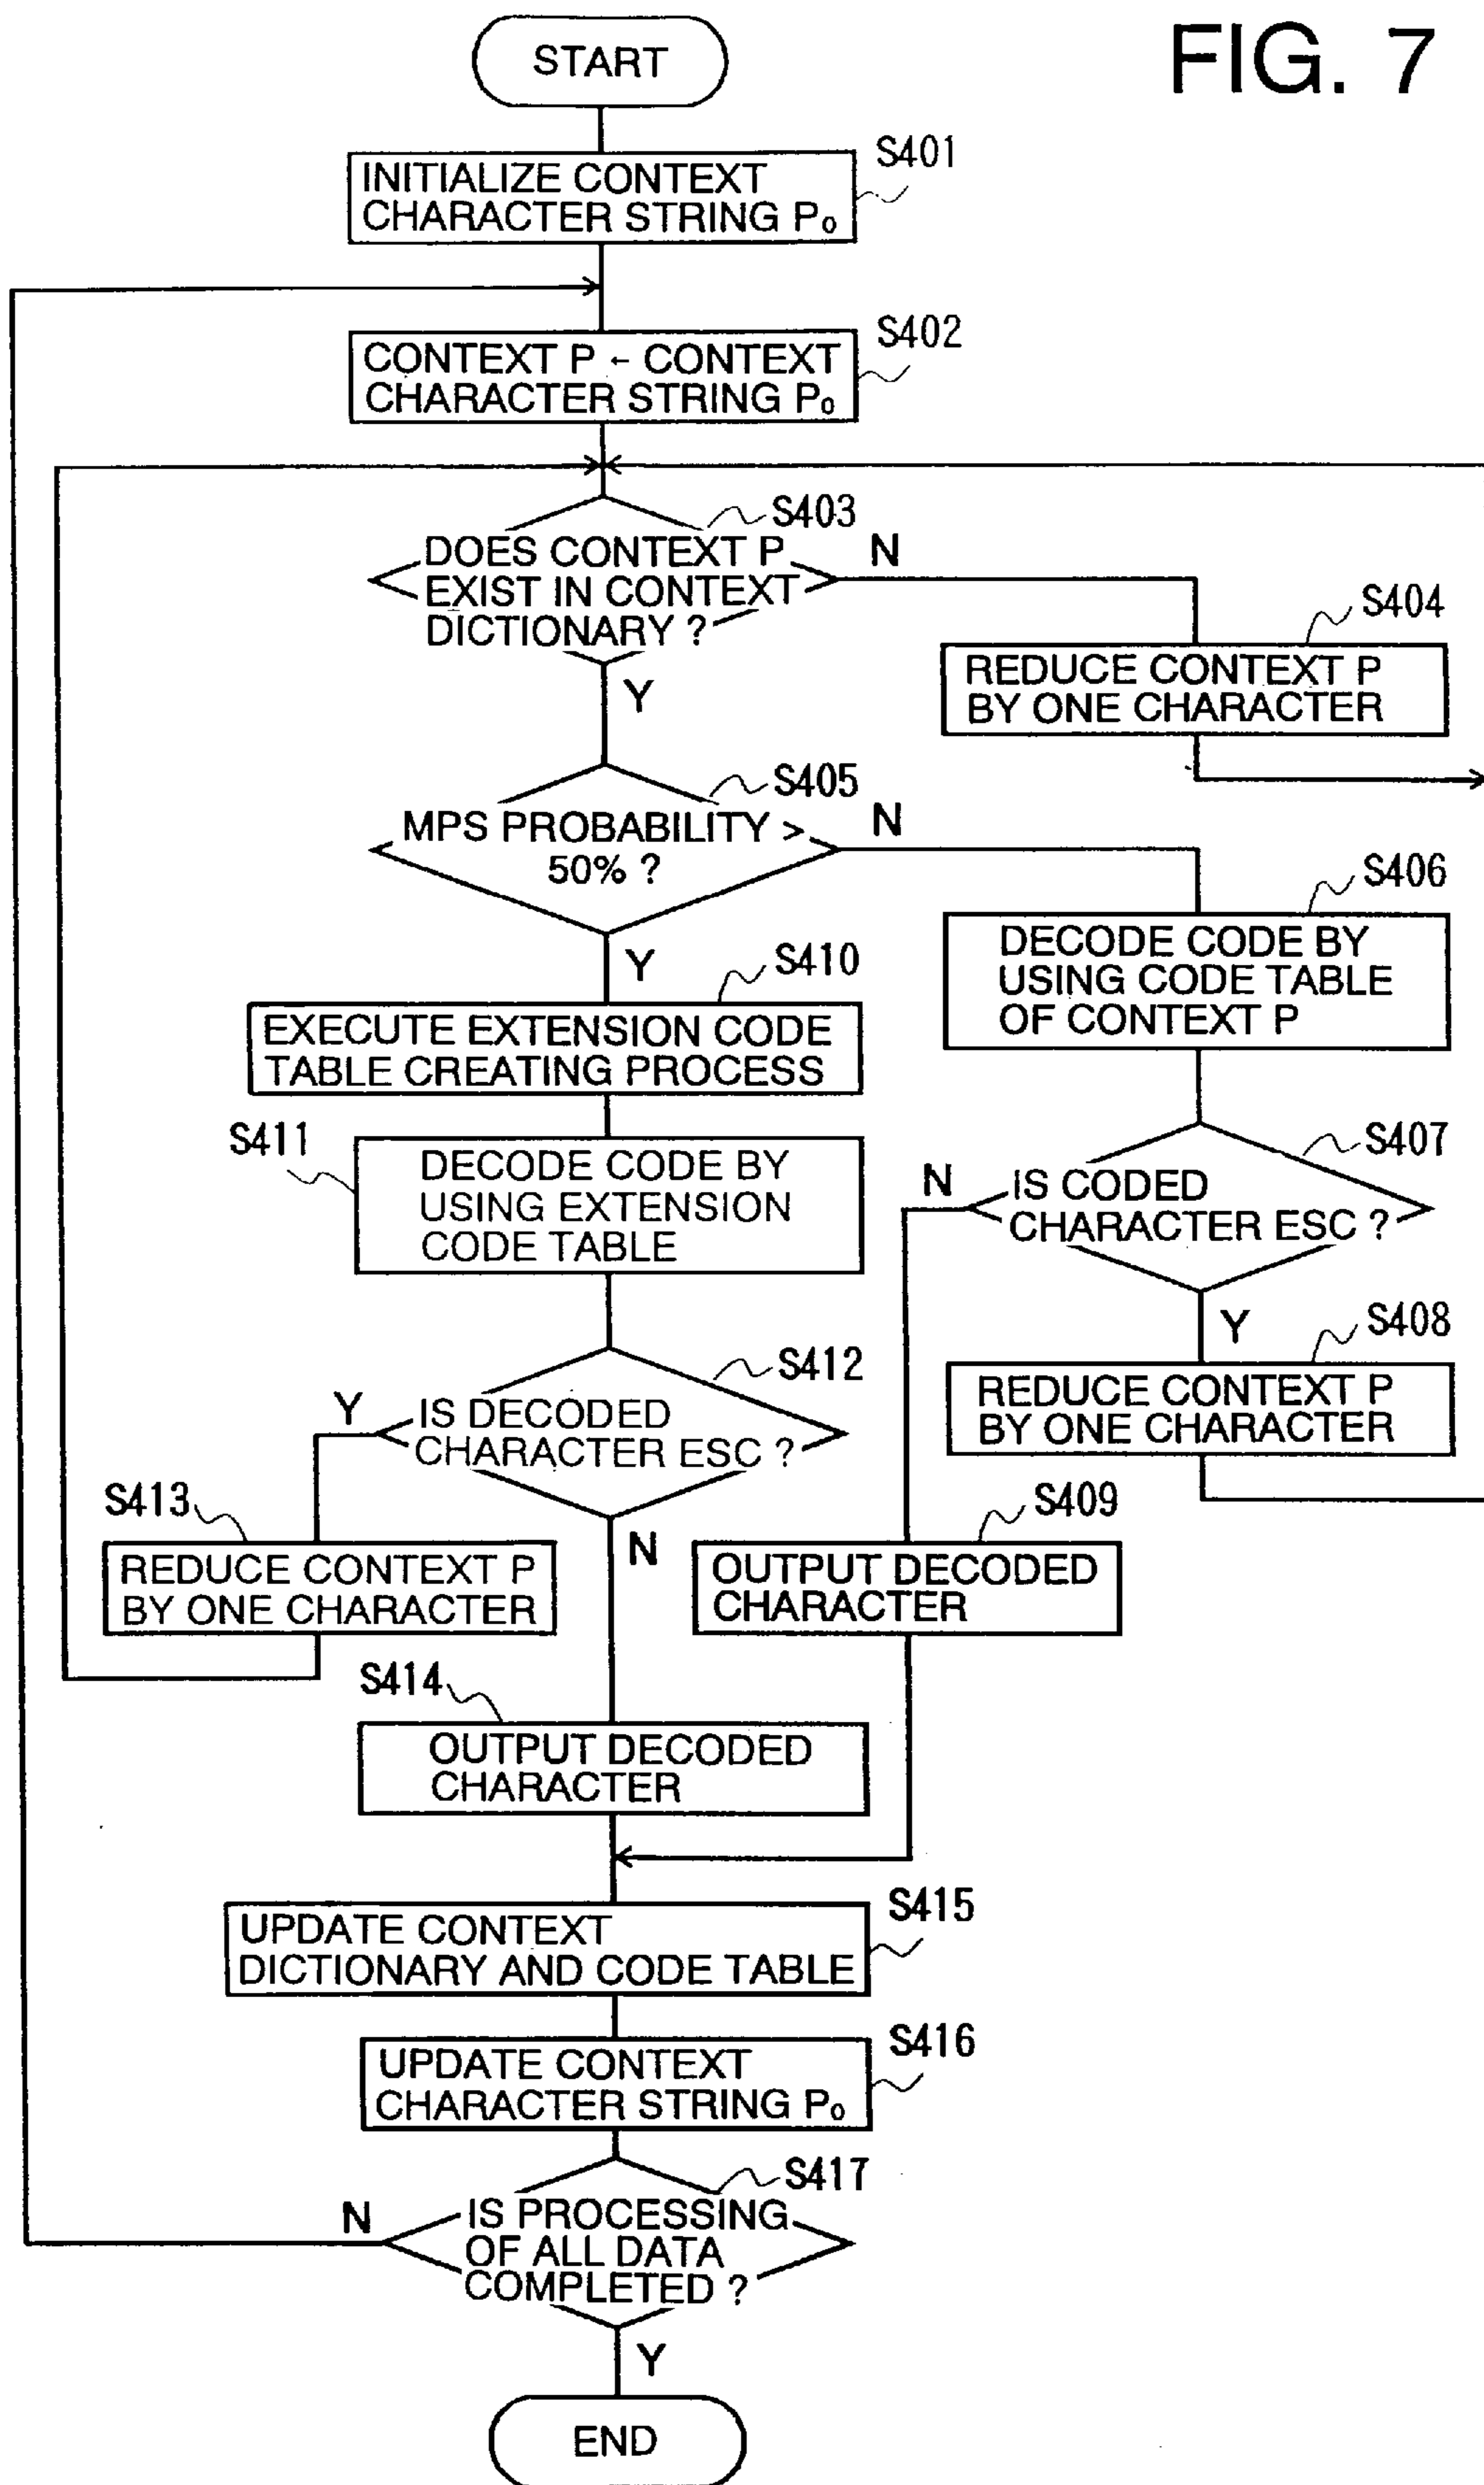 FIG. 7
START
S401
INITIALIZE CONTEXT
CHARACTER STRING P₀
S402
CONTEXT P ← CONTEXT
CHARACTER STRING P₀
S403
DOES CONTEXT P
EXIST IN CONTEXT
DICTIONARY ?
N
Y
S404
REDUCE CONTEXT P
BY ONE CHARACTER
S405
MPS PROBABILITY >
50% ?
N
Y
S406
DECODE CODE BY
USING CODE TABLE
OF CONTEXT P
S410
EXECUTE EXTENSION CODE
TABLE CREATING PROCESS
S411
DECODE CODE BY
USING EXTENSION
CODE TABLE
S407
N
IS CODED
CHARACTER ESC ?
Y
S408
REDUCE CONTEXT P
BY ONE CHARACTER
S412
Y
IS DECODED
CHARACTER ESC ?
N
S413
REDUCE CONTEXT P
BY ONE CHARACTER
S409
OUTPUT DECODED
CHARACTER
S414
OUTPUT DECODED
CHARACTER
S415
UPDATE CONTEXT
DICTIONARY AND CODE TABLE
S416
UPDATE CONTEXT
CHARACTER STRING P₀
S417
N
IS PROCESSING
OF ALL DATA
COMPLETED ?
Y
END